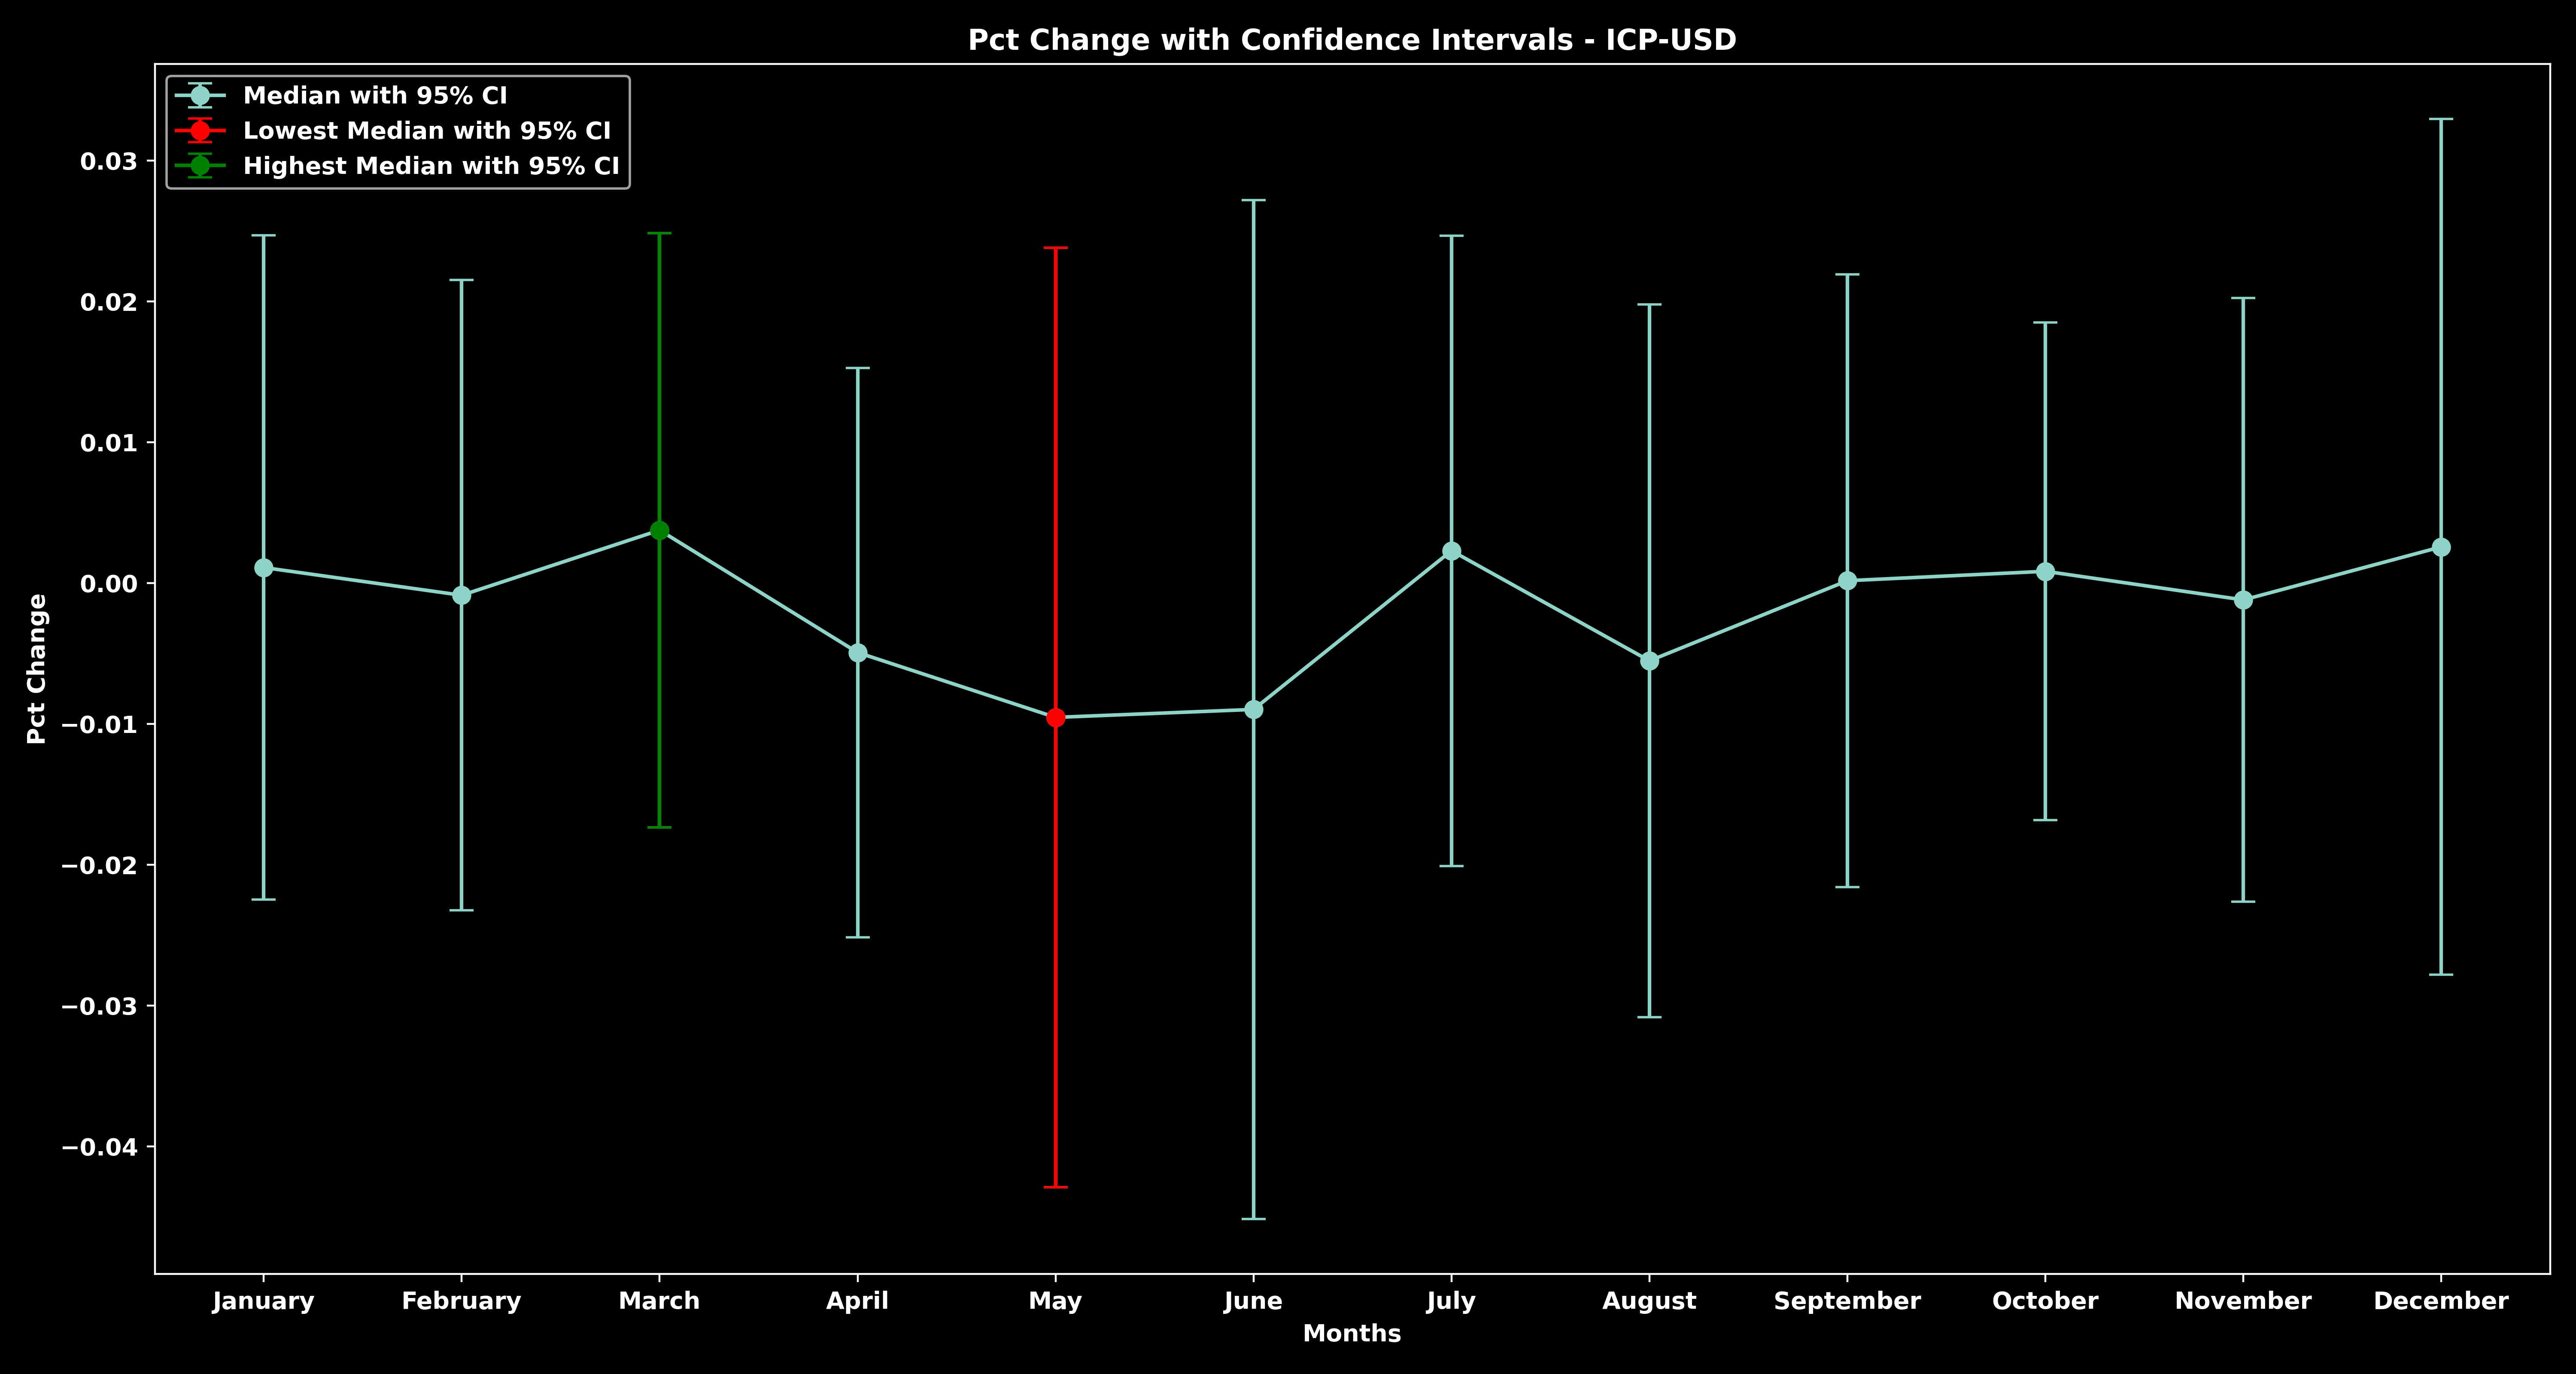 Pct Change with Confidence Intervals - ICP-USD
Median with 95% CI
Lowest Median with 95% CI
Highest Median with 95% CI
0.03
0.02
0.01
0.00
−0.01
−0.02
−0.03
−0.04
Pct Change
January February March April May June July August September October November December
Months